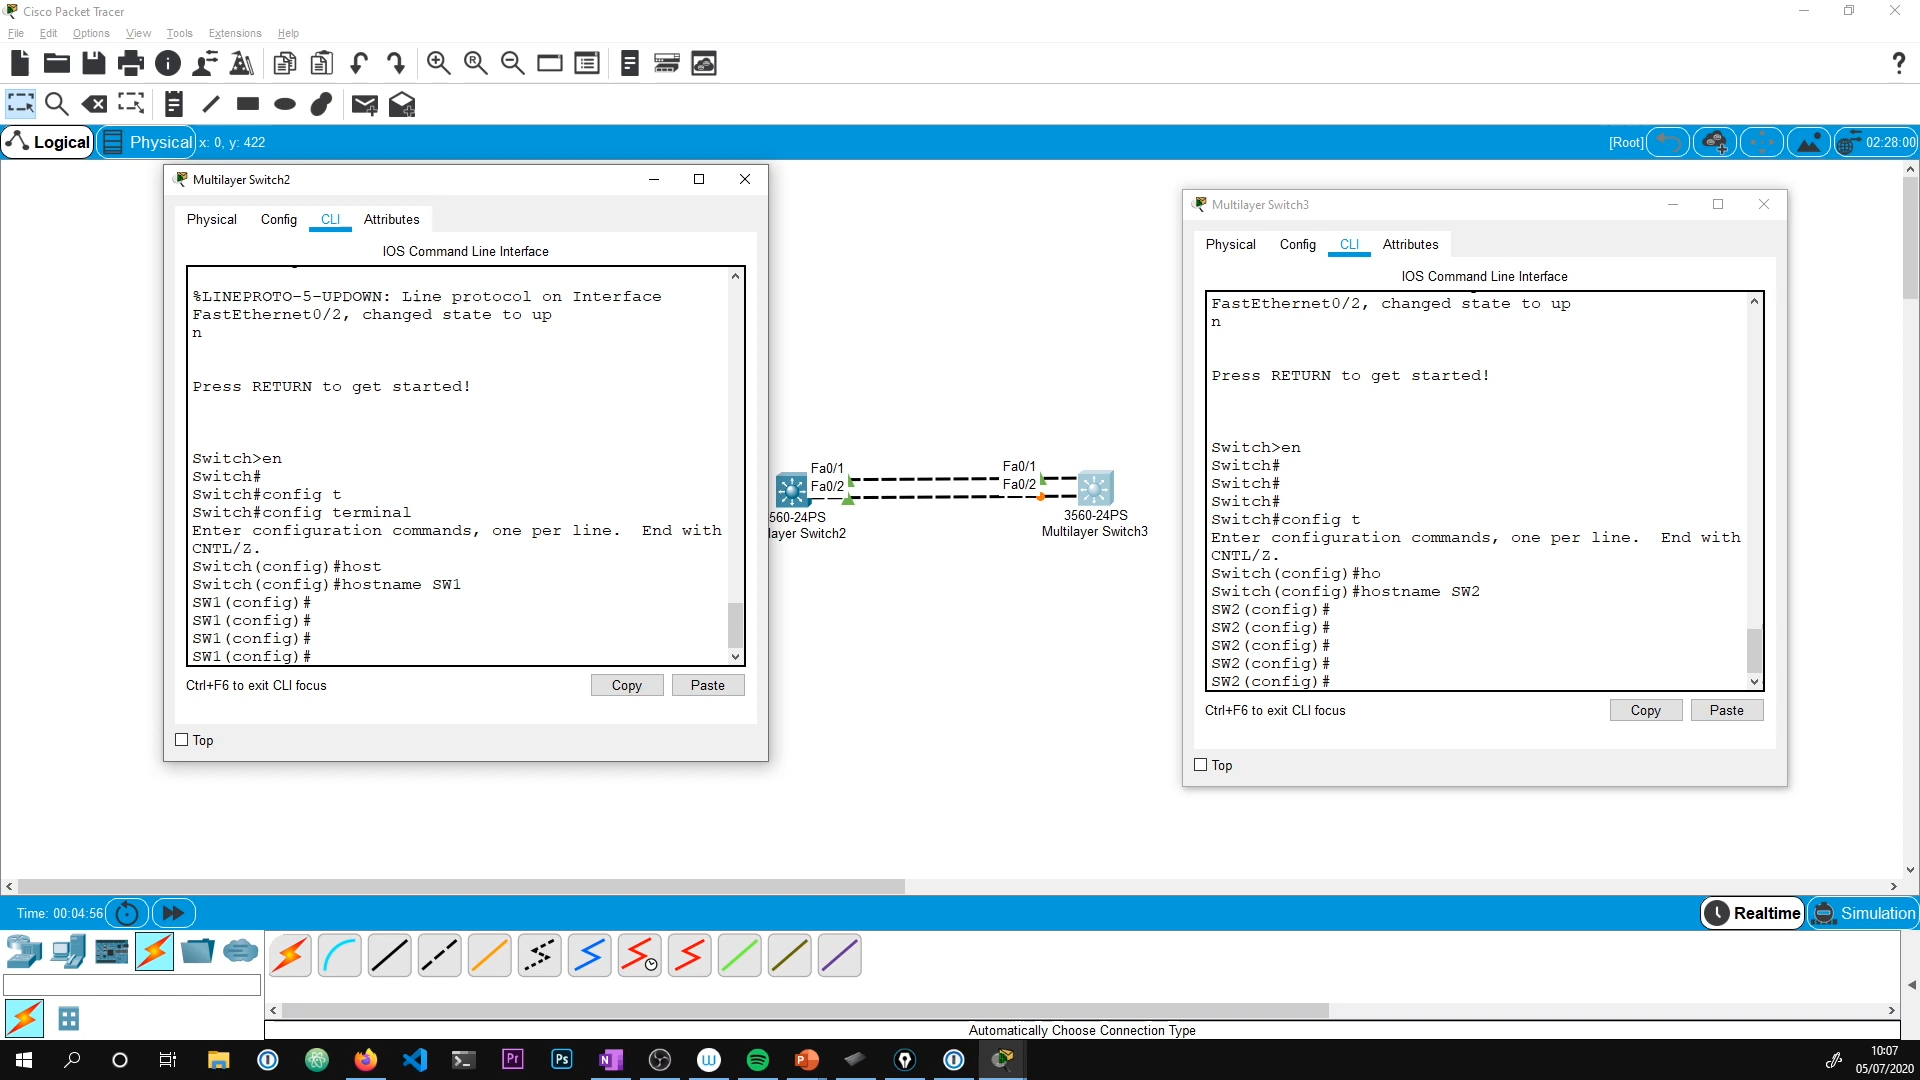 Cisco Packet Tracer
File Edit Options View Tools Extensions Help
Logical
Physical
x: 0, y: 422
[Root]
02:28:00
Multilayer Switch2
Physical Config CLI Attributes
IOS Command Line Interface
%LINEPROTO-5-UPDOWN: Line protocol on Interface
FastEthernet0/2, changed state to up
n
Press RETURN to get started!
Switch>en
Switch#
Switch#config t
Switch#config terminal
Enter configuration commands, one per line.  End with
CNTL/Z.
Switch(config)#host
Switch(config)#hostname SW1
SW1(config)#
SW1(config)#
SW1(config)#
SW1(config)#
Ctrl+F6 to exit CLI focus
Copy
Paste
Top
Fa0/1
Fa0/2
560-24PS
layer Switch2
Fa0/1
Fa0/2
3560-24PS
Multilayer Switch3
Multilayer Switch3
Physical Config CLI Attributes
IOS Command Line Interface
FastEthernet0/2, changed state to up
n
Press RETURN to get started!
Switch>en
Switch#
Switch#
Switch#
Switch#config t
Enter configuration commands, one per line.  End with
CNTL/Z.
Switch(config)#ho
Switch(config)#hostname SW2
SW2(config)#
SW2(config)#
SW2(config)#
SW2(config)#
SW2(config)#
Ctrl+F6 to exit CLI focus
Copy
Paste
Top
Time: 00:04:56
Realtime
Simulation
Automatically Choose Connection Type
Pr
Ps
N
W
P
10:07
05/07/2020